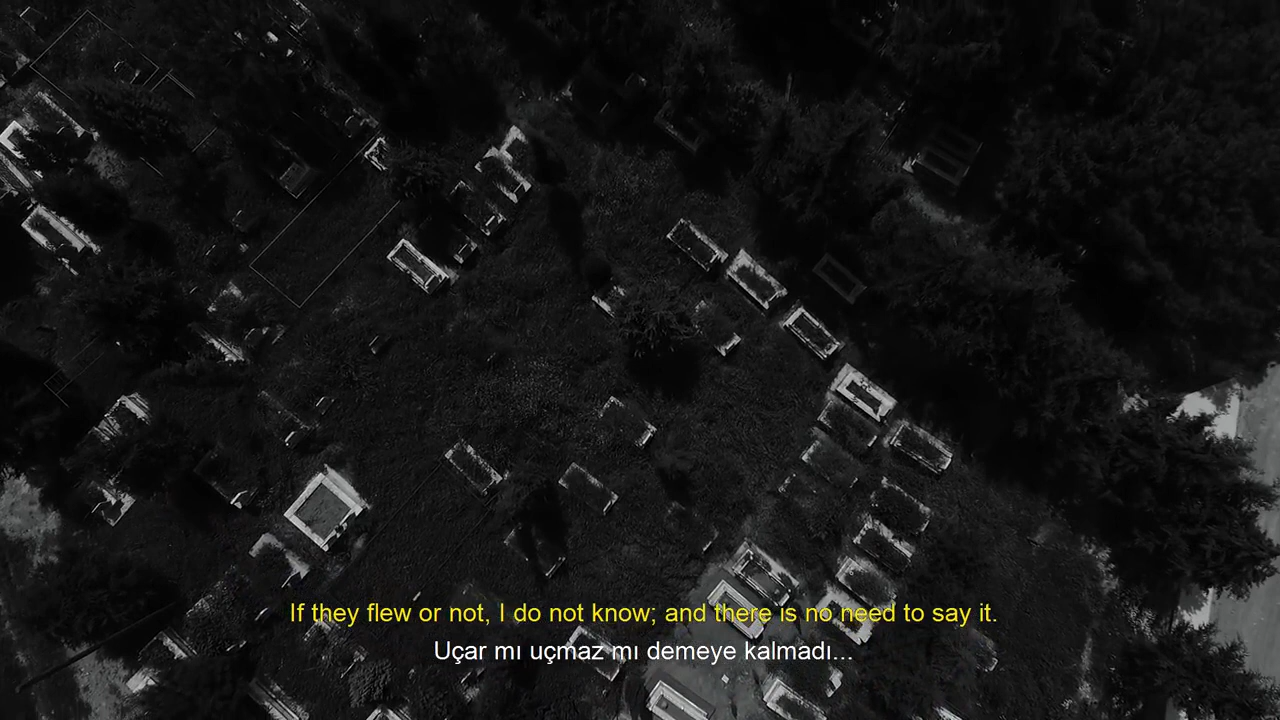 If they flew or not, I do not know; and there is no need to say it.
Uçar mı uçmaz mı demeye kalmadı...